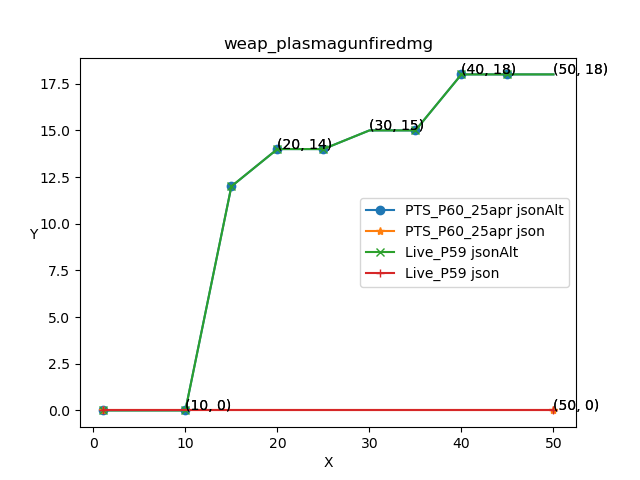 weap_plasmagunfiredmg
17.5
15.0
12.5
10.0
7.5
5.0
2.5
0.0
Y
(40, 18)
(50, 18)
(30, 15)
(20, 14)
(10, 0)
(50, 0)
PTS_P60_25apr jsonAlt
PTS_P60_25apr json
Live_P59 jsonAlt
Live_P59 json
0
10
20
30
40
50
X